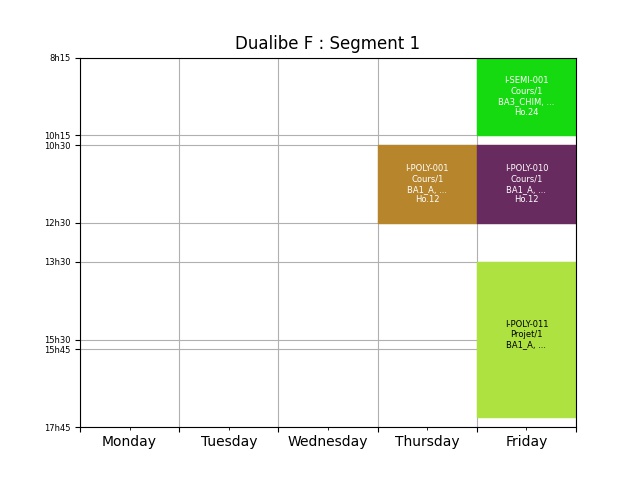 Dualibe F : Segment 1
8h15
10h15
10h30
12h30
13h30
15h30
15h45
17h45
I-SEMI-001
Cours/1
BA3_CHIM, ...
Ho.24
I-POLY-001
Cours/1
BA1_A, ...
Ho.12
I-POLY-010
Cours/1
BA1_A, ...
Ho.12
I-POLY-011
Projet/1
BA1_A, ...
Monday
Tuesday
Wednesday
Thursday
Friday